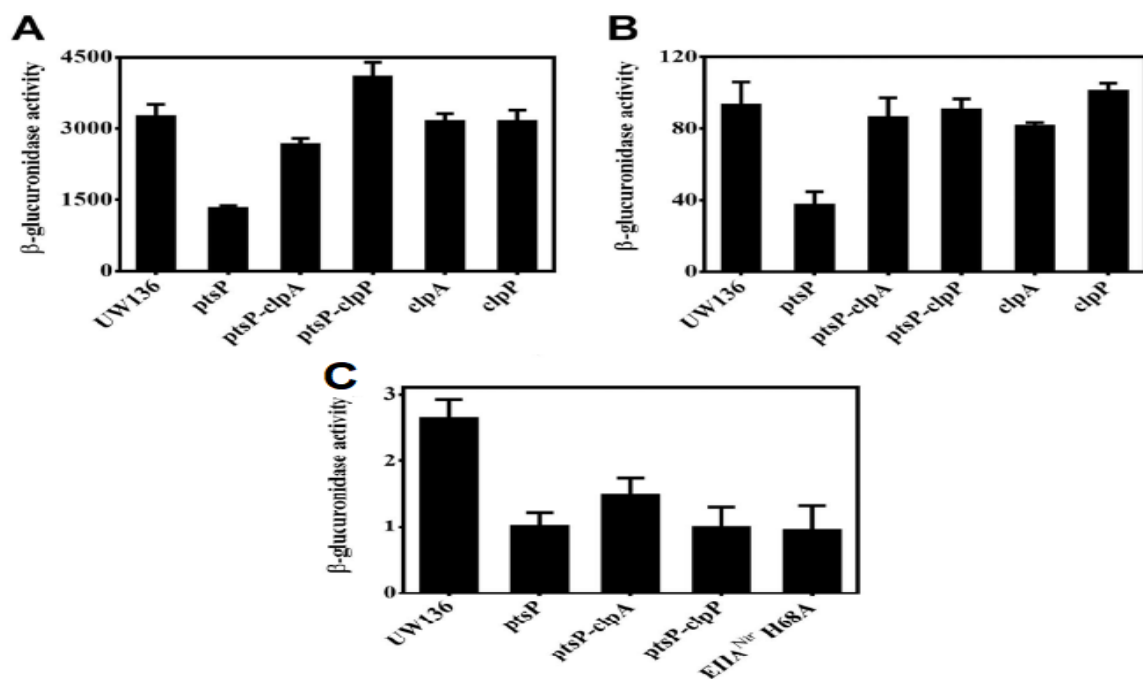 A
β-glucuronidase activity
4500
3000
1500
0
UW136
ptsP
ptsP-clpA
ptsP-clpP
clpA
clpP
B
β-glucuronidase activity
120
80
40
0
UW136
ptsP
ptsP-clpA
ptsP-clpP
clpA
clpP
C
β-glucuronidase activity
3
2
1
0
UW136
ptsP
ptsP-clpA
ptsP-clpP
EIIA^Ntr H68A